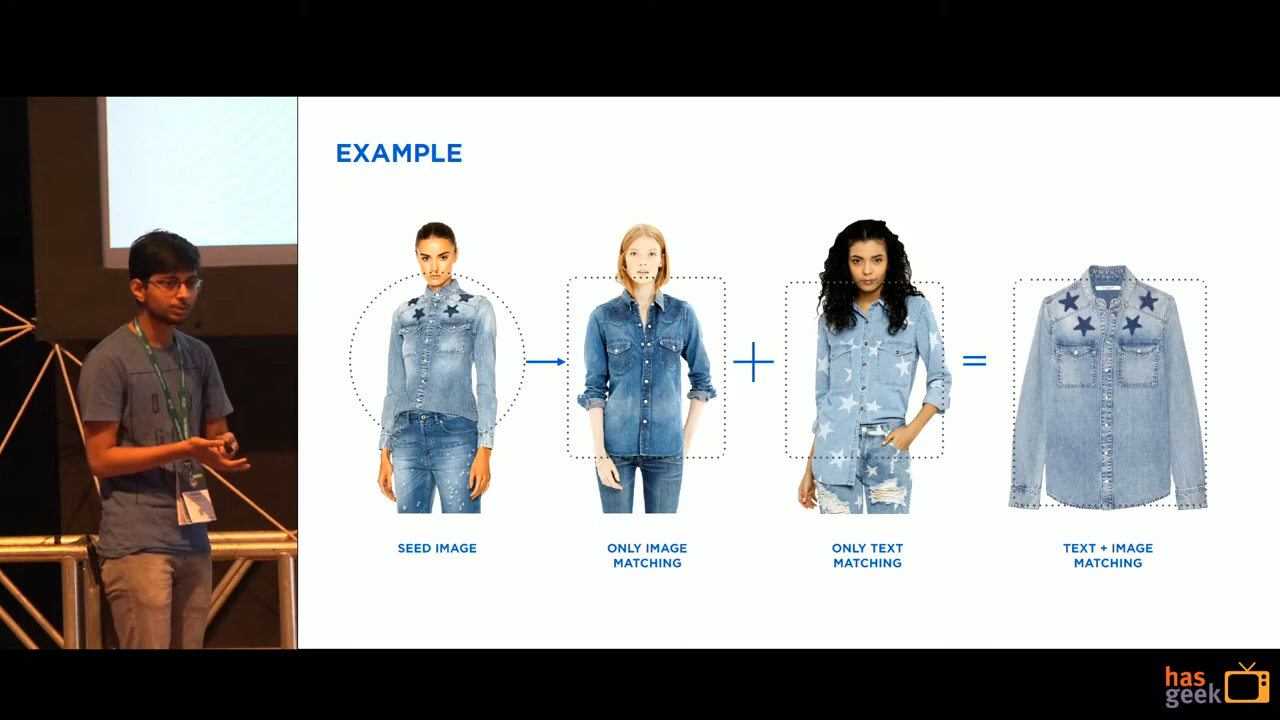 EXAMPLE
SEED IMAGE
ONLY IMAGE
MATCHING
ONLY TEXT
MATCHING
TEXT + IMAGE
MATCHING
has
geek